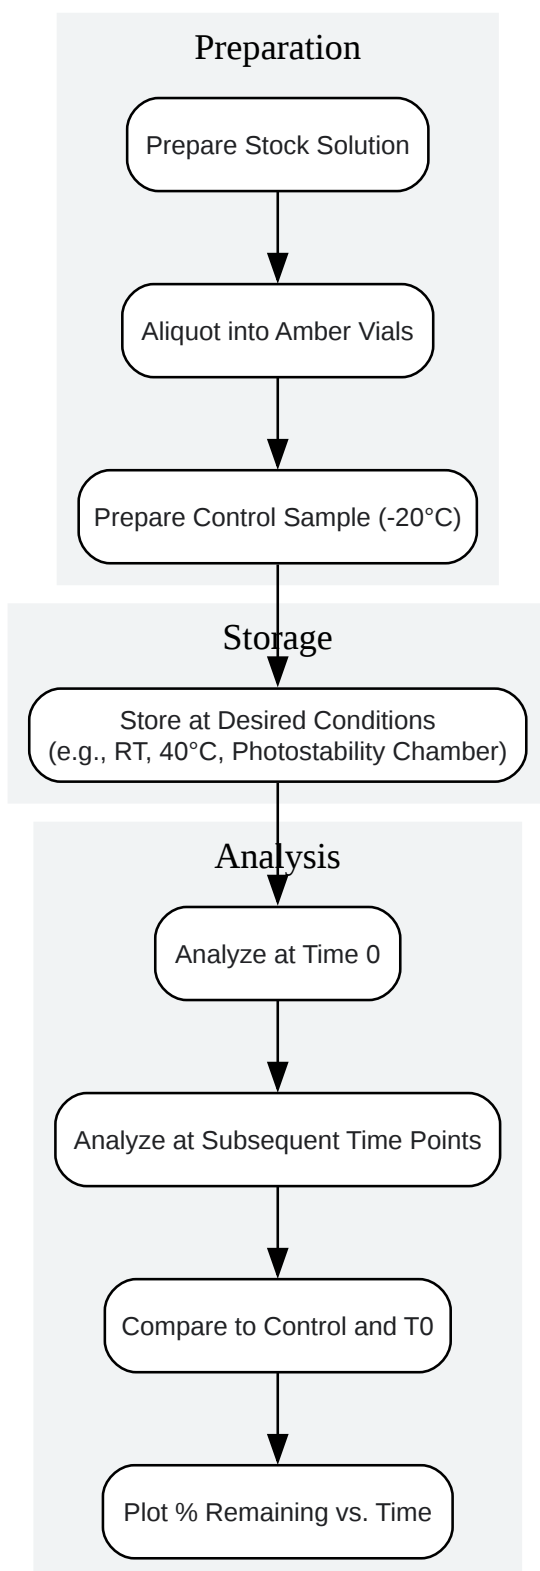 Preparation
Prepare Stock Solution
Aliquot into Amber Vials
Prepare Control Sample (-20°C)
Storage
Store at Desired Conditions
(e.g., RT, 40°C, Photostability Chamber)
Analysis
Analyze at Time 0
Analyze at Subsequent Time Points
Compare to Control and T0
Plot % Remaining vs. Time